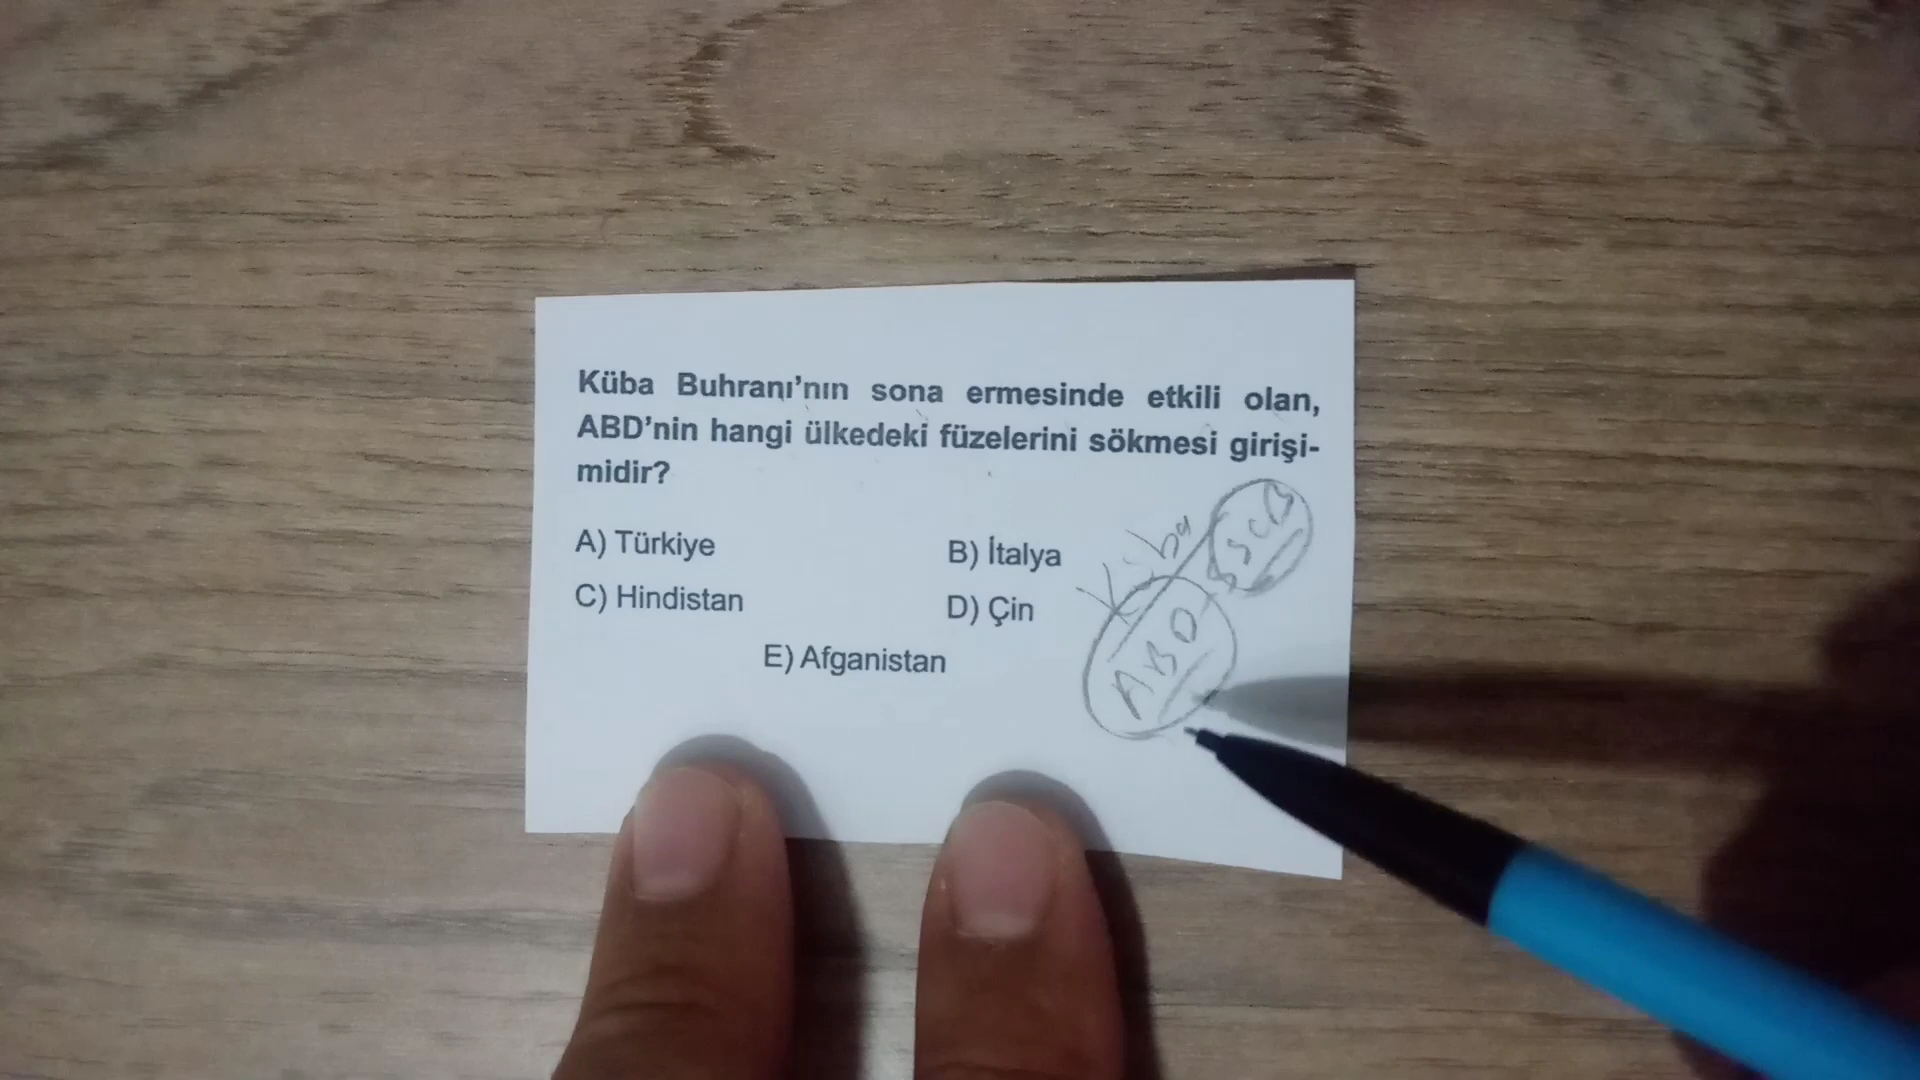 Küba Buhranı'nın sona ermesinde etkili olan,
ABD'nin hangi ülkedeki füzelerini sökmesi girişi-
midir?
A) Türkiye
B) İtalya
C) Hindistan
D) Çin
E) Afganistan
Küba
SSCB
ABD